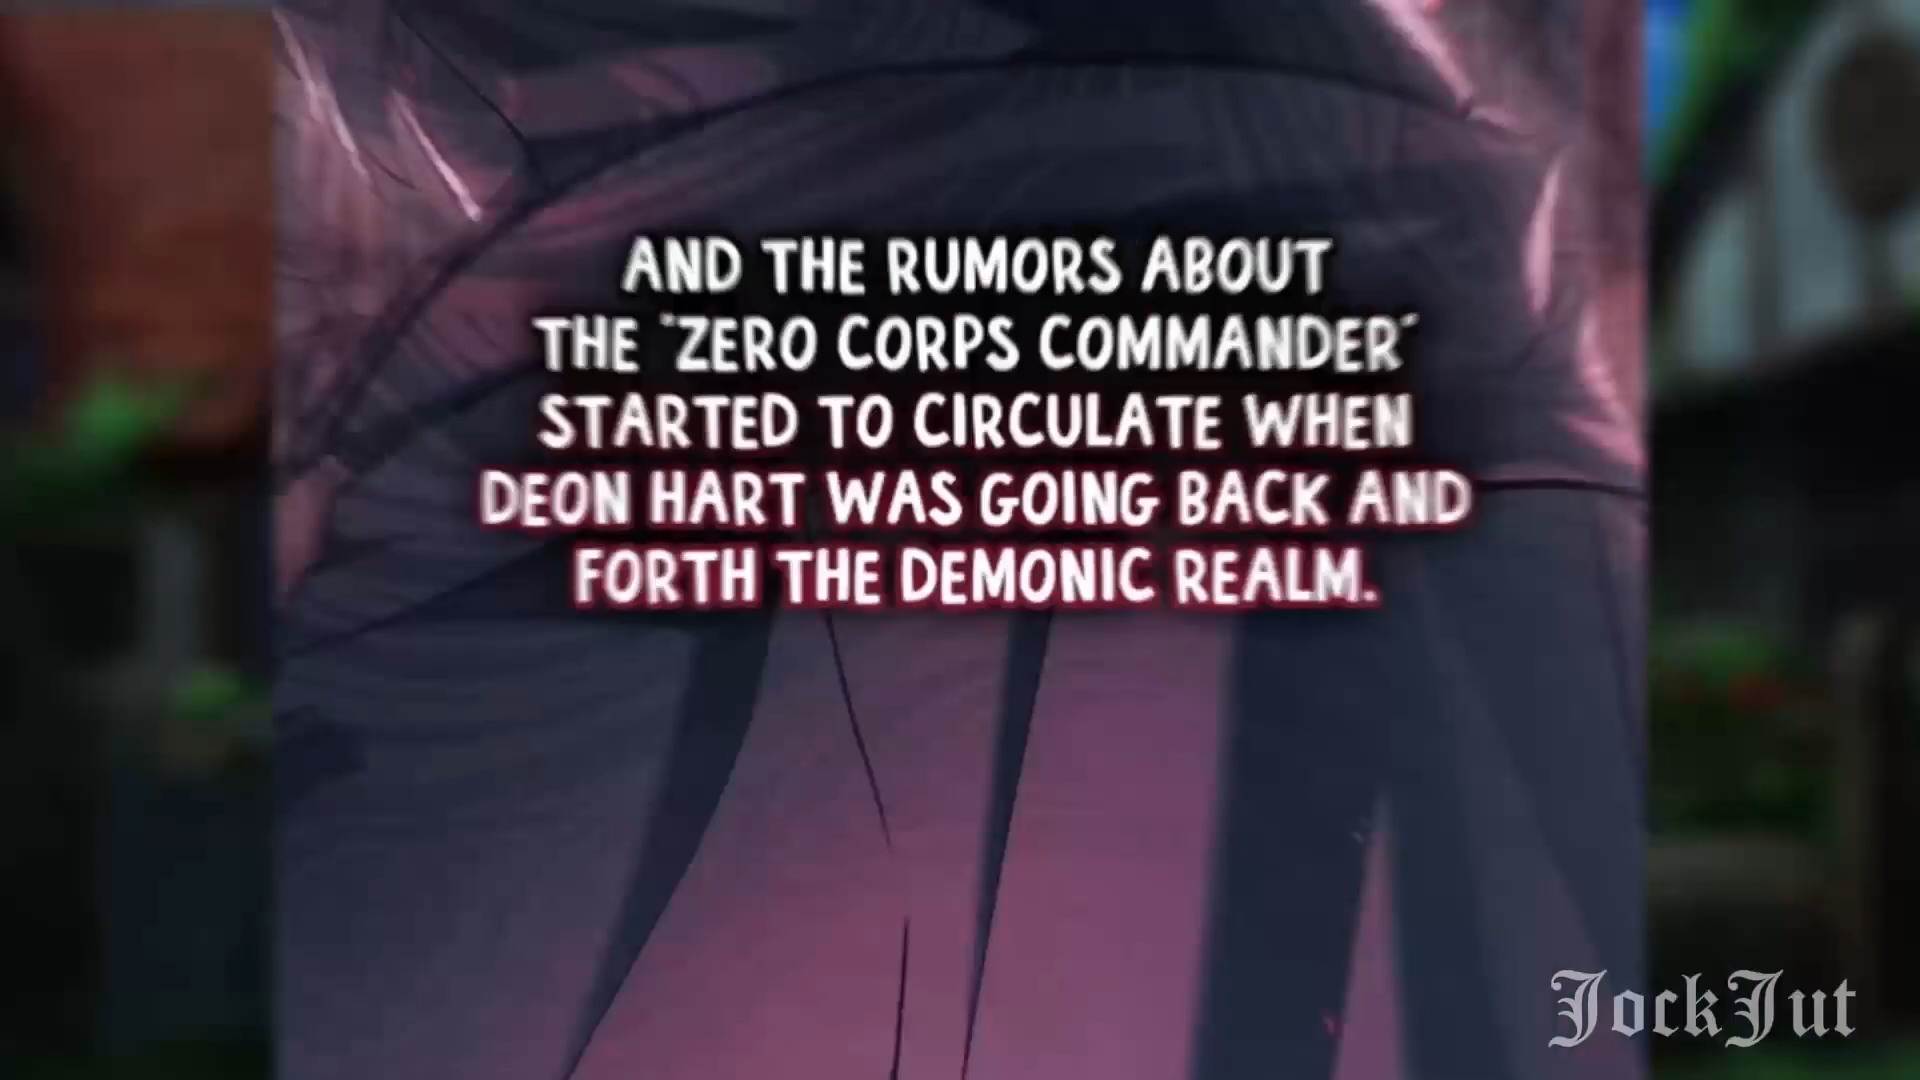 AND THE RUMORS ABOUT
THE "ZERO CORPS COMMANDER"
STARTED TO CIRCULATE WHEN
DEON HART WAS GOING BACK AND
FORTH THE DEMONIC REALM.
JockJut